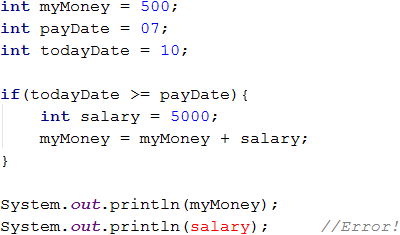 int myMoney = 500;
int payDate = 07;
int todayDate = 10;
if(todayDate >= payDate){
int salary = 5000;
myMoney = myMoney + salary;
}
System.out.println(myMoney);
System.out.println(salary); //Error!